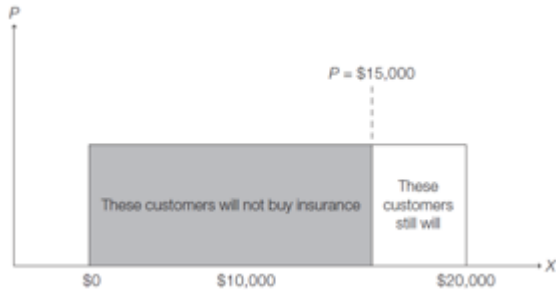 P
P = $15,000
These customers will not buy insurance
These
customers
still will
X
$0
$10,000
$20,000